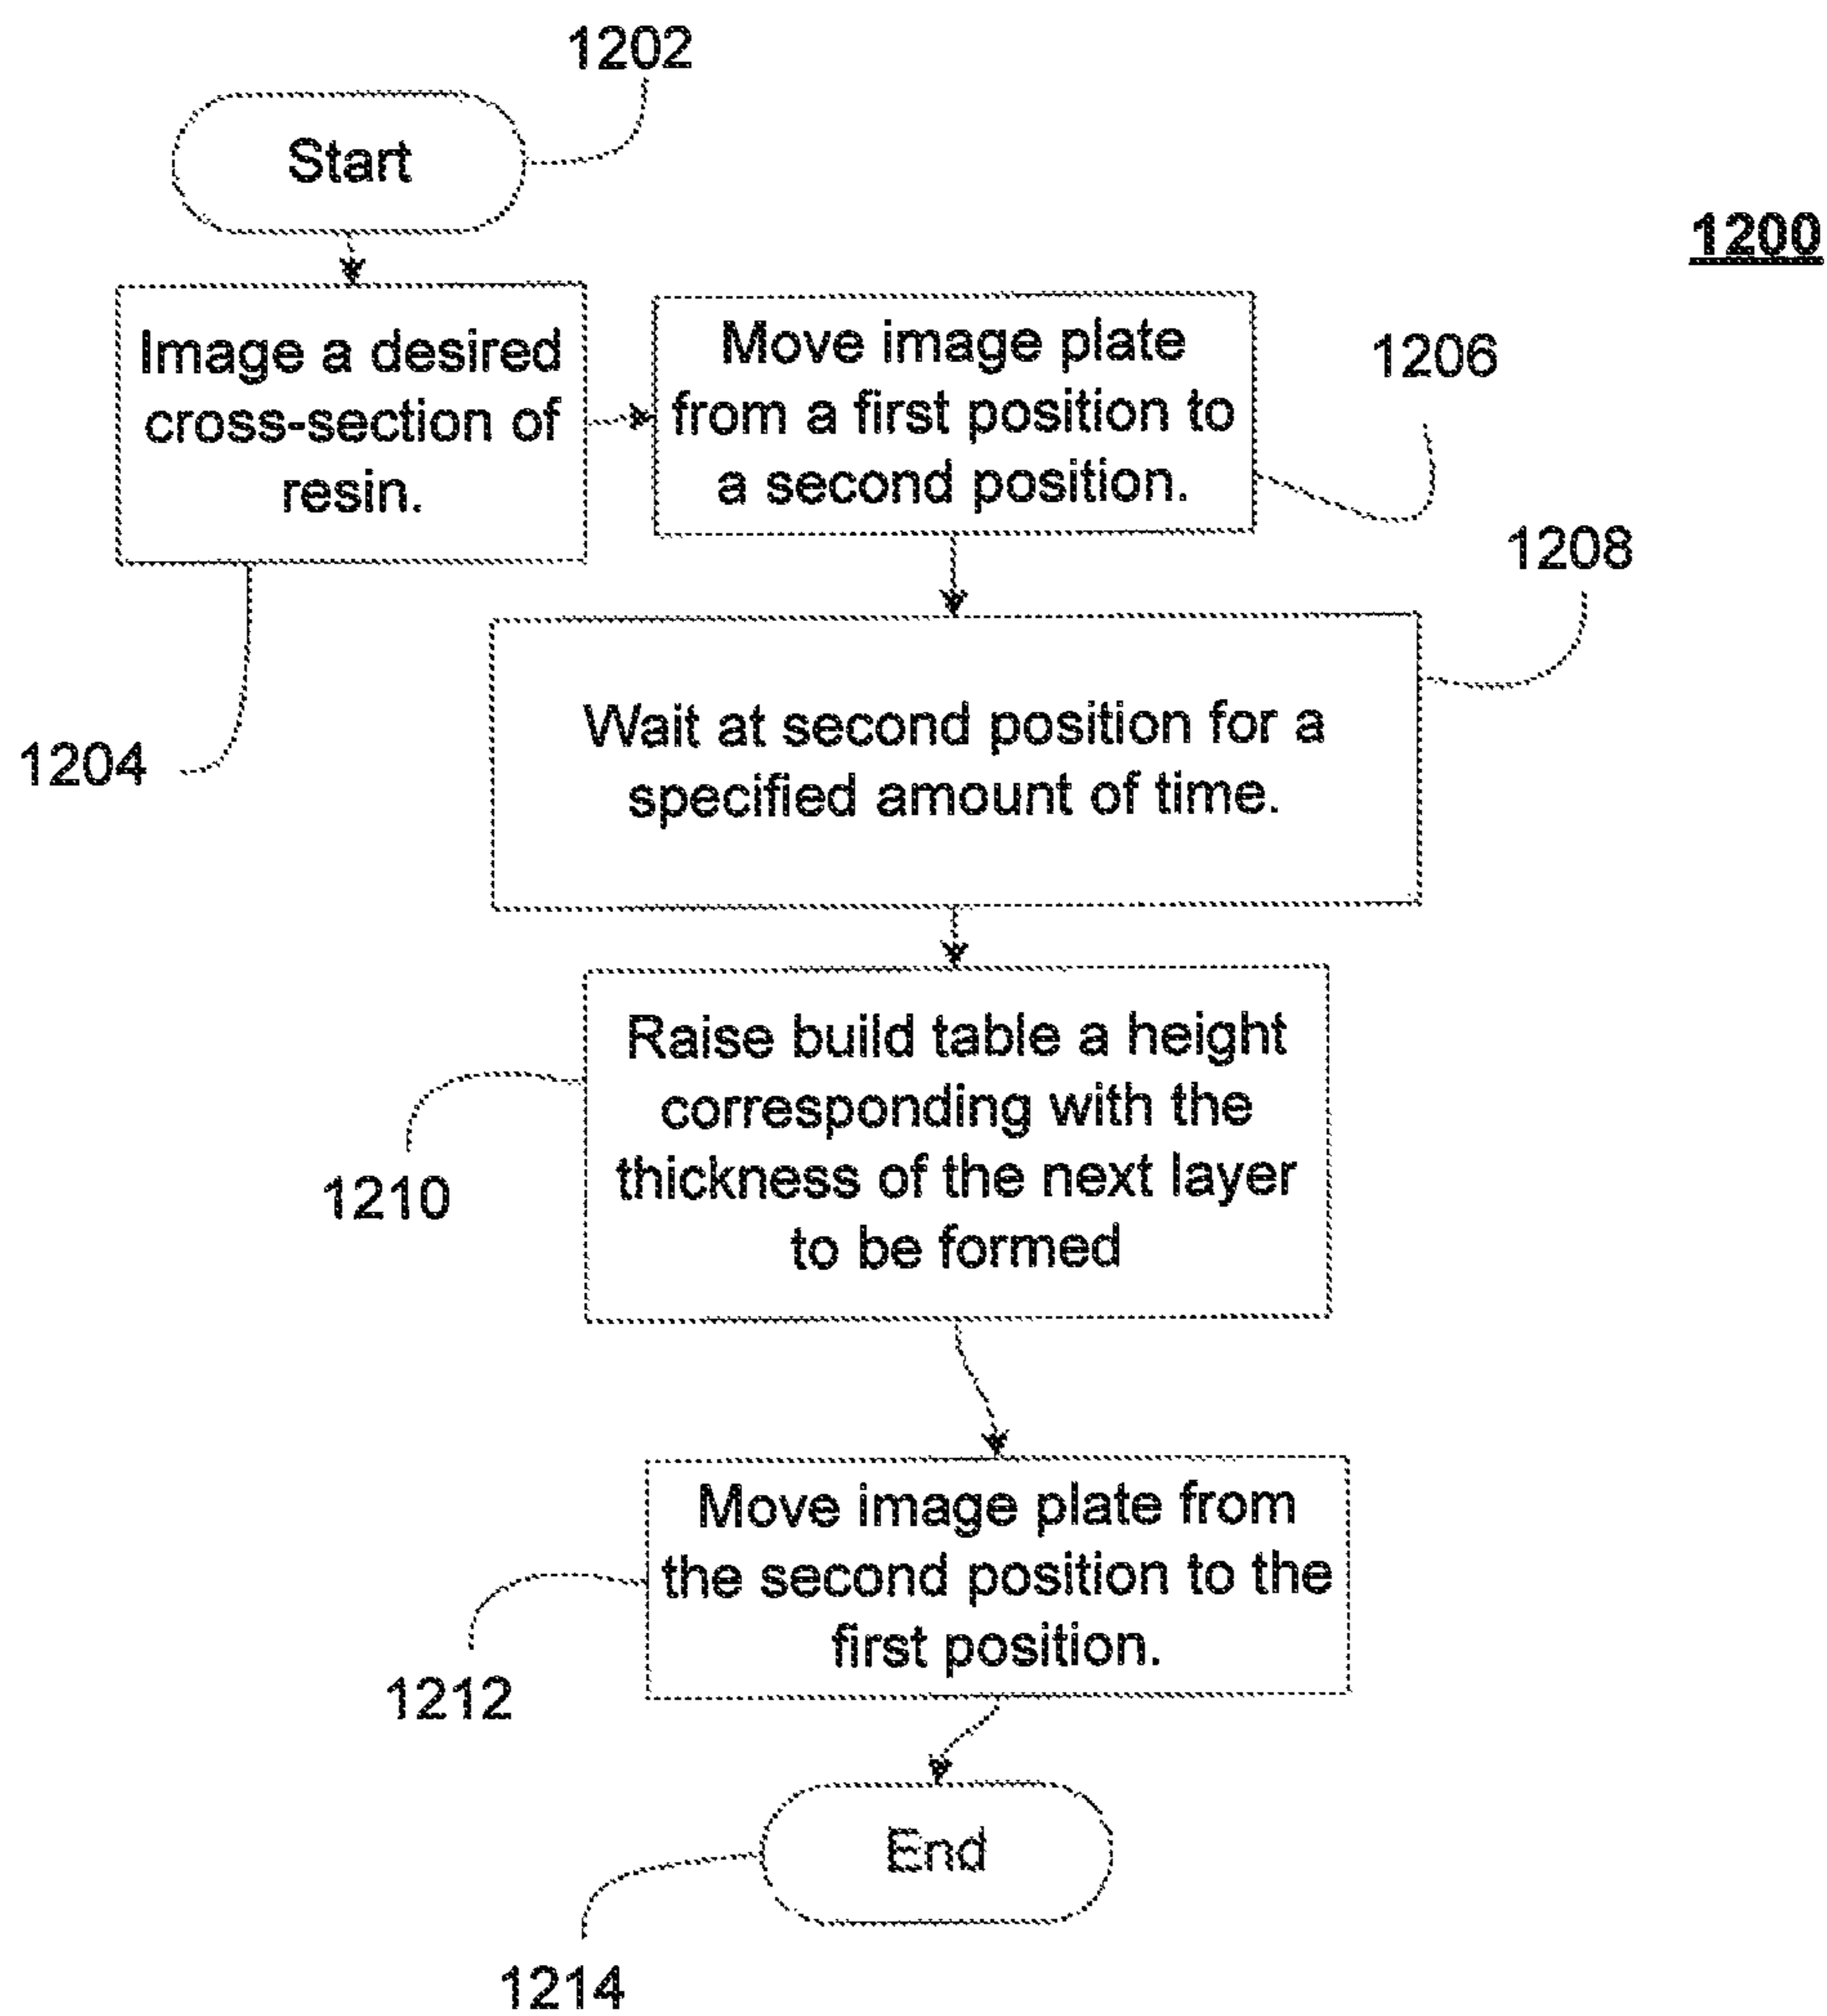 1202
Start
1200
Image a desired
cross-section of
resin.
Move image plate
from a first position to
a second position.
1206
1208
1204
Wait at second position for a
specified amount of time.
Raise build table a height
corresponding with the
thickness of the next layer
to be formed
1210
Move image plate from
the second position to the
first position.
1212
End
1214